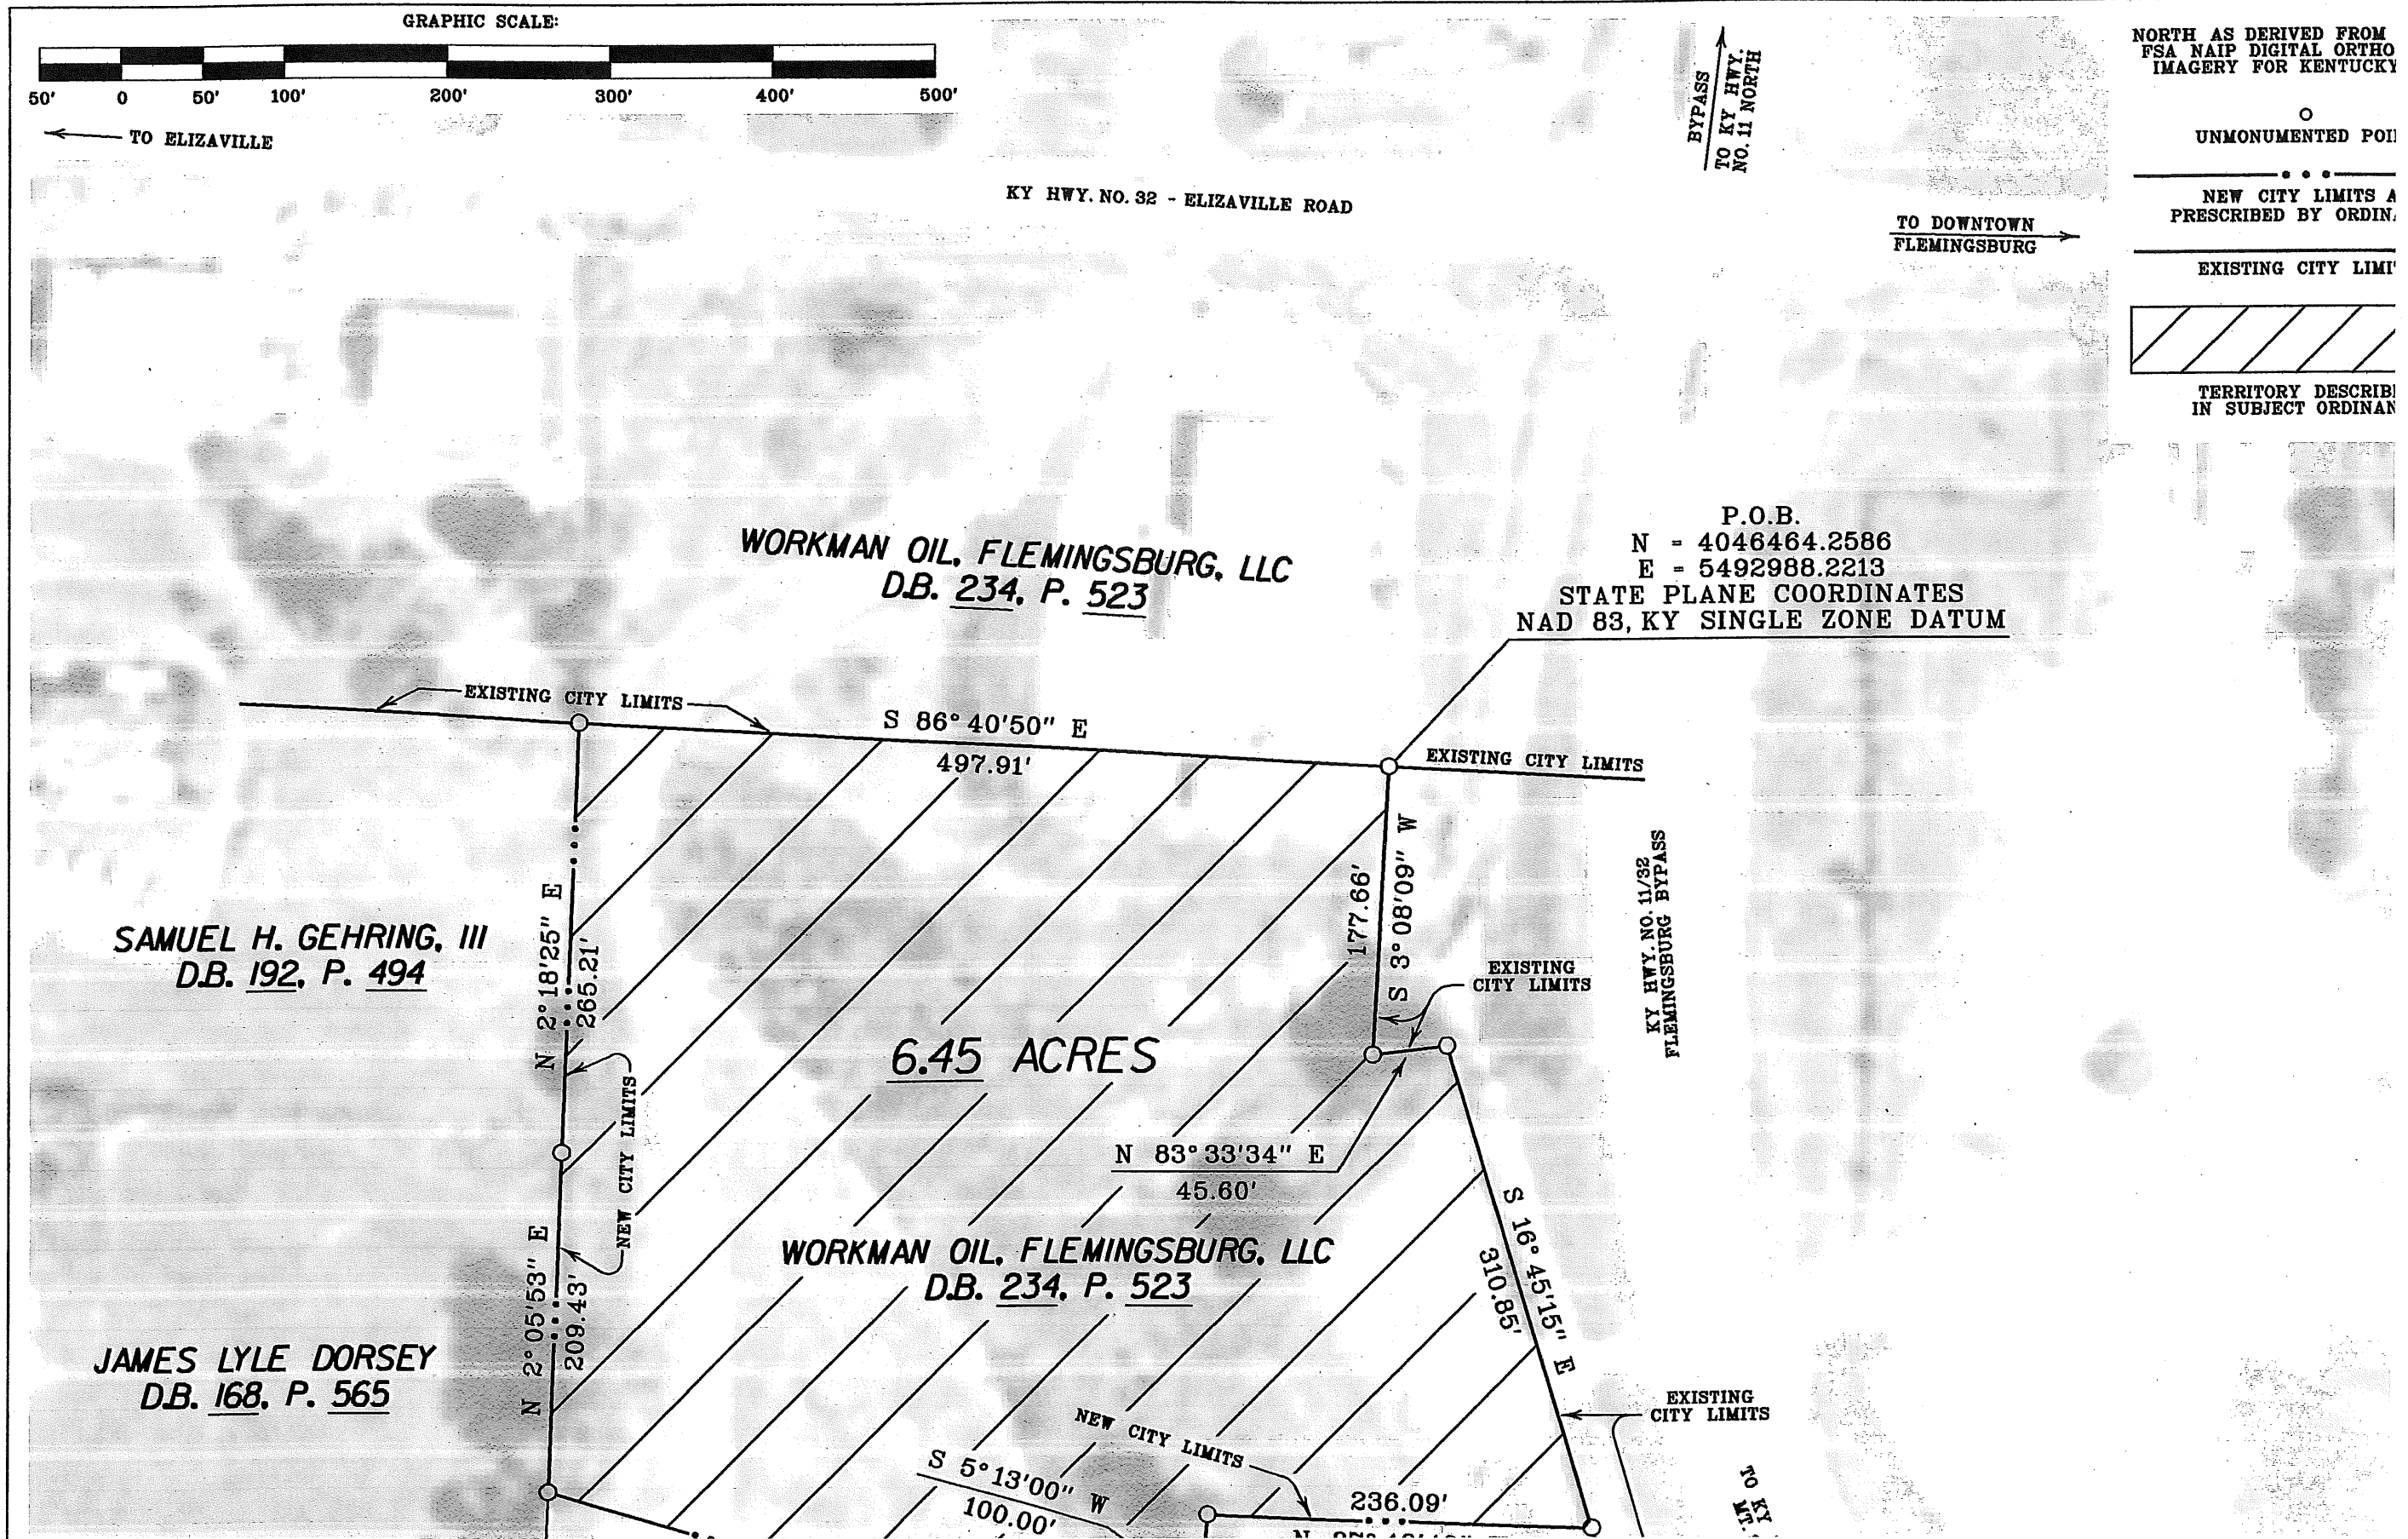 GRAPHIC SCALE:
50' 0 50' 100' 200' 300' 400' 500'
TO ELIZAVILLE
BYPASS
TO KY HWY.
NO. 11 NORTH
KY HWY. NO. 32 - ELIZAVILLE ROAD
TO DOWNTOWN
FLEMINGSBURG
NORTH AS DERIVED FROM
FSA NAIP DIGITAL ORTHO
IMAGERY FOR KENTUCKY
UNMONUMENTED POI
NEW CITY LIMITS A
PRESCRIBED BY ORDINA
EXISTING CITY LIMI
TERRITORY DESCRIB
IN SUBJECT ORDINAN
WORKMAN OIL, FLEMINGSBURG, LLC
D.B. 234, P. 523
P.O.B.
N = 4046464.2586
E = 5492988.2213
STATE PLANE COORDINATES
NAD 83, KY SINGLE ZONE DATUM
EXISTING CITY LIMITS
S 86°40'50" E
497.91'
EXISTING CITY LIMITS
177.66'
S 3°08'09" W
KY HWY. NO. 11/32
FLEMINGSBURG BYPASS
SAMUEL H. GEHRING, III
D.B. 192, P. 494
N 2°18'25" E
265.21'
EXISTING
CITY LIMITS
6.45 ACRES
NEW CITY LIMITS
N 83°33'34" E
45.60'
S 16°45'15" E
310.85'
WORKMAN OIL, FLEMINGSBURG, LLC
D.B. 234, P. 523
N 2°05'53" E
209.43'
JAMES LYLE DORSEY
D.B. 168, P. 565
EXISTING
CITY LIMITS
NEW CITY LIMITS
S 5°13'00" W
100.00'
236.09'
TO KY
MT.